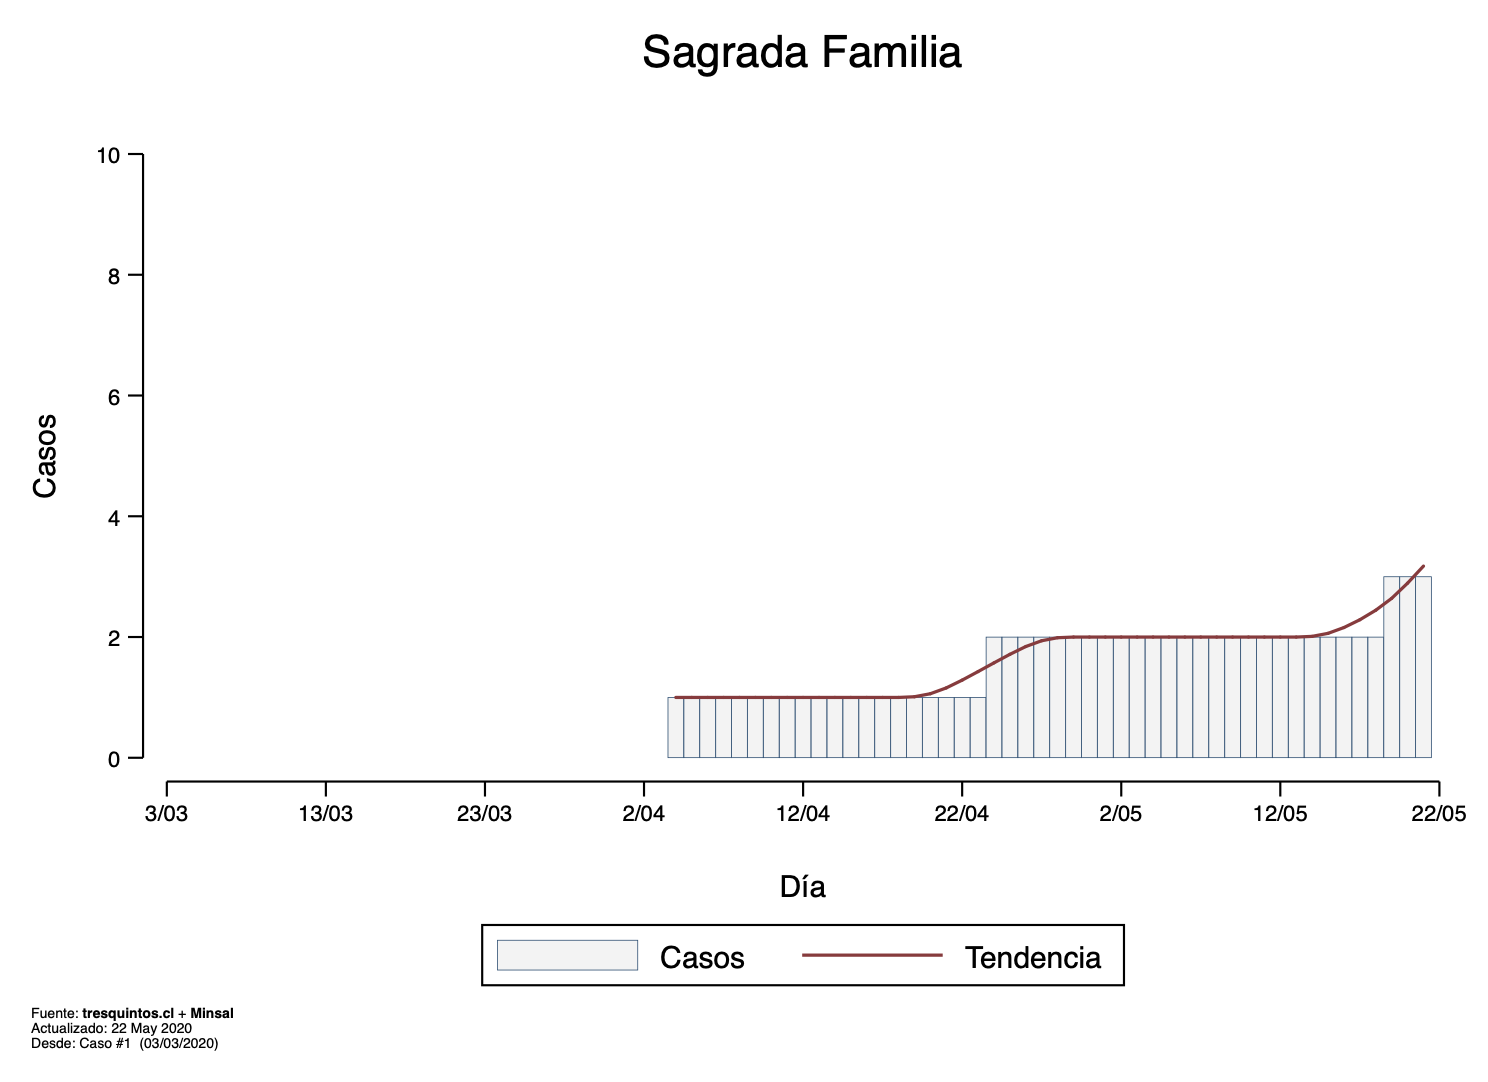 Sagrada Familia
10
8
6
4
2
0
Casos
3/03 13/03 23/03 2/04 12/04 22/04 2/05 12/05 22/05
Día
Casos Tendencia
Fuente: tresquintos.cl + Minsal
Actualizado: 22 May 2020
Desde: Caso #1 (03/03/2020)